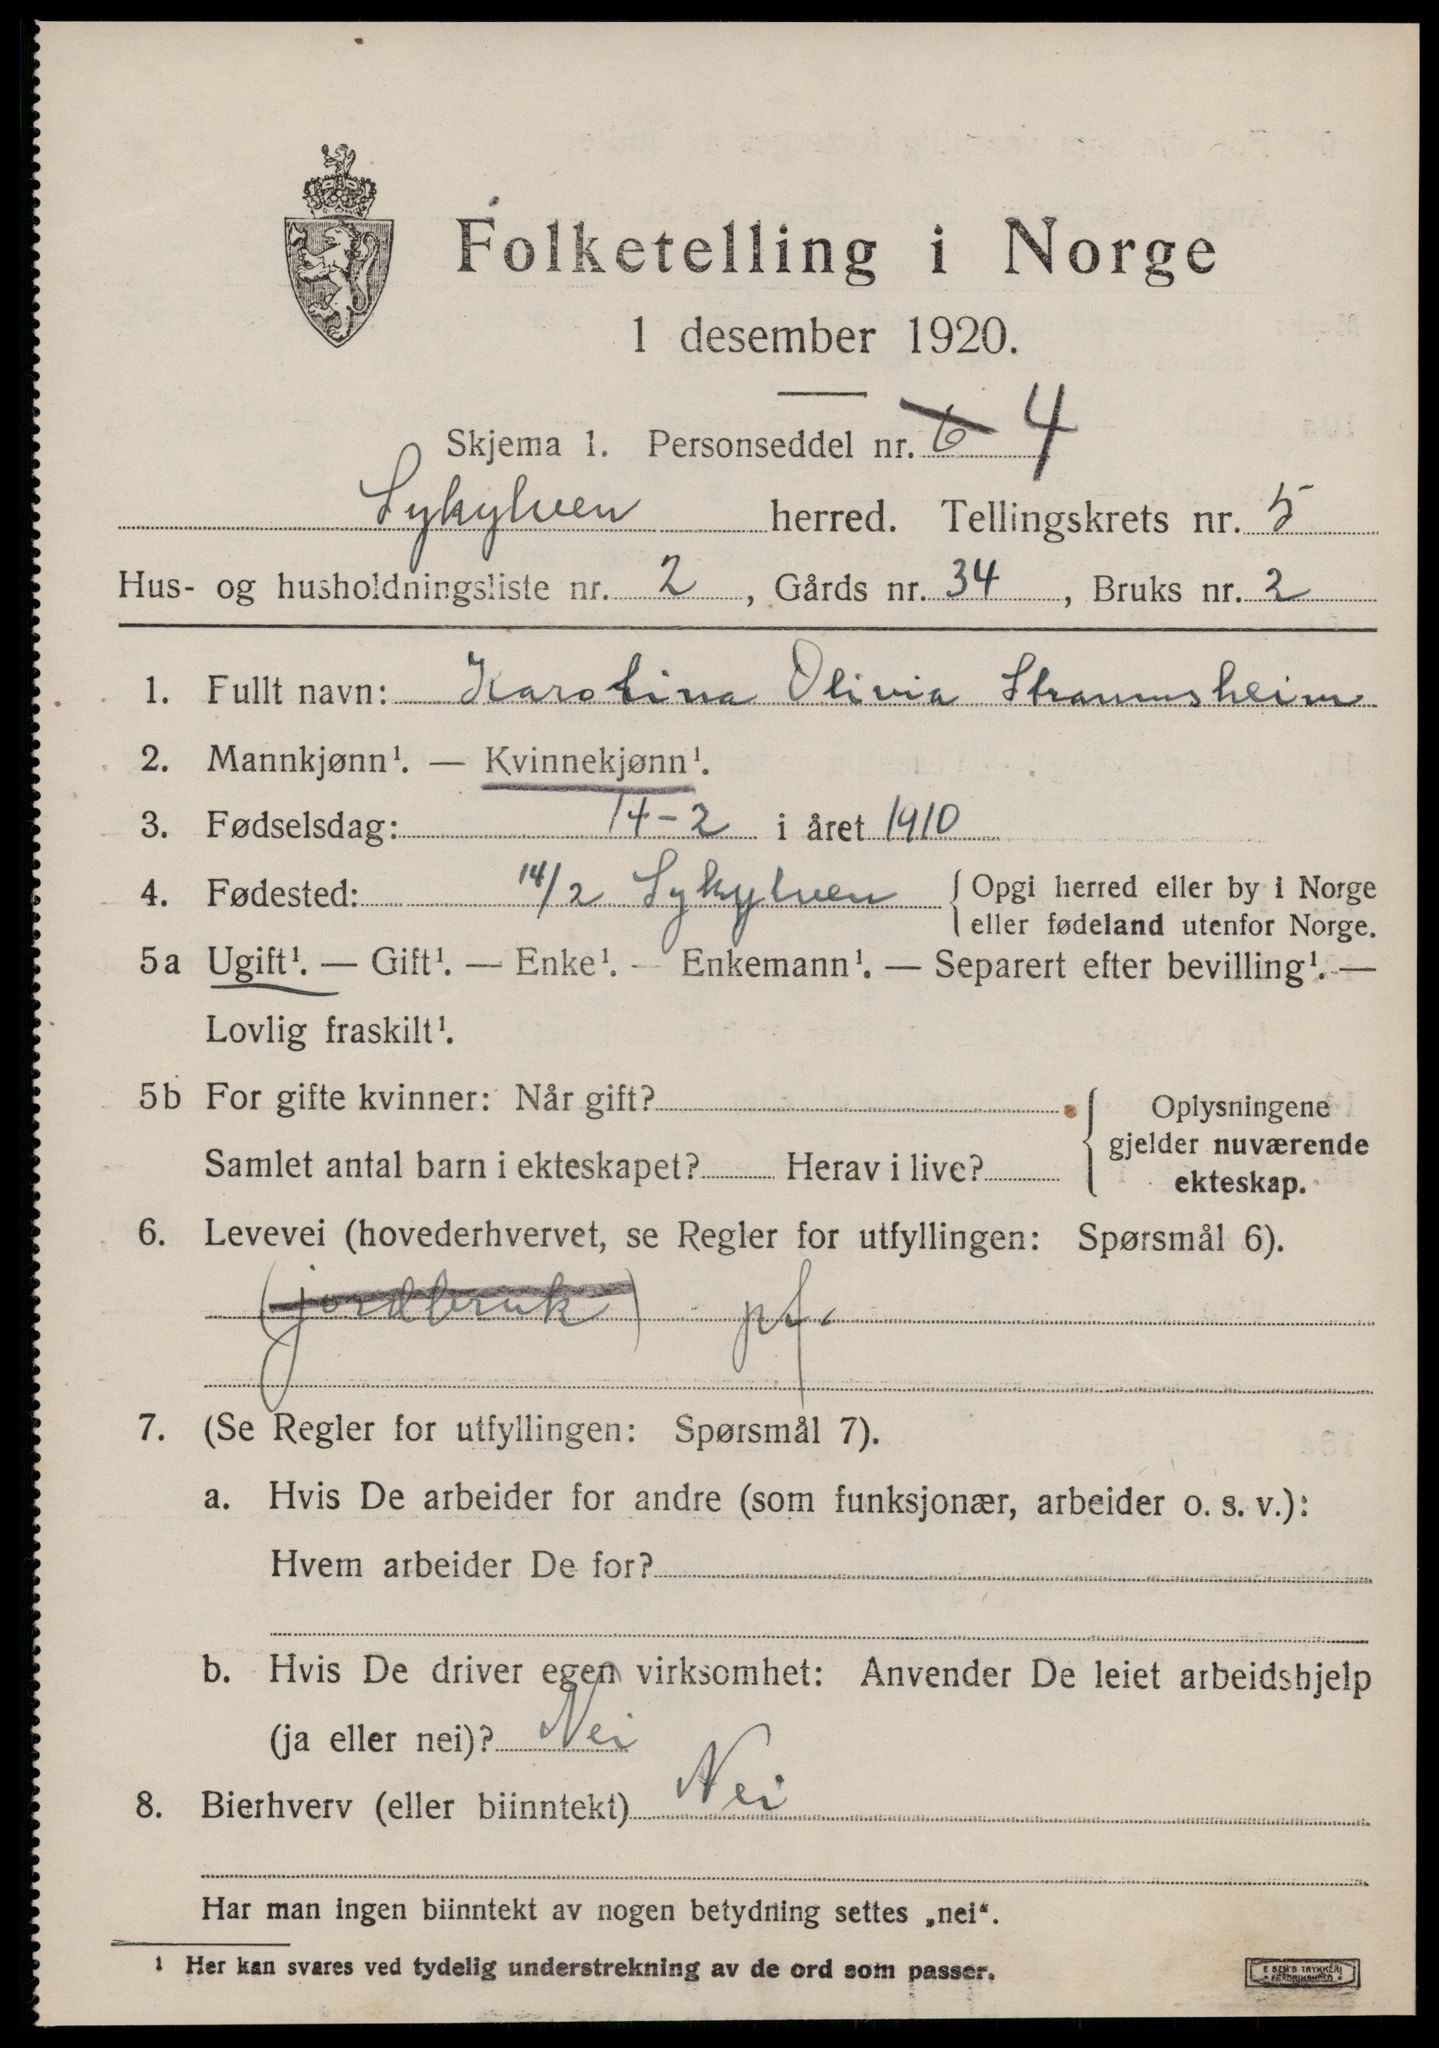 Folketelling i Norge
1 desember 1920.
Skjema 1. Personseddel nr. 6 4
Sykylven herred. Tellingskrets nr. 5
Hus- og husholdningsliste nr. 2, Gårds nr. 34, Bruks nr. 2
1. Fullt navn: Karolina Olivia Straumsheim
2. Mannkjønn¹. — Kvinnekjønn¹.
3. Fødselsdag: 14-2 i året 1910
4. Fødested: 14/2 Sykylven { Opgi herred eller by i Norge
eller fødeland utenfor Norge.
5a Ugift¹. — Gift¹. — Enke¹. — Enkemann¹. — Separert efter bevilling¹. —
Lovlig fraskilt¹.
5b For gifte kvinner: Når gift? { Oplysningene
gjelder nuværende
Samlet antal barn i ekteskapet? Herav i live?
ekteskap.
6. Levevei (hovederhvervet, se Regler for utfyllingen: Spørsmål 6).
(jordbruk) pf.
7. (Se Regler for utfyllingen: Spørsmål 7).
a. Hvis De arbeider for andre (som funksjonær, arbeider o. s. v.):
Hvem arbeider De for?
b. Hvis De driver egen virksomhet: Anvender De leiet arbeidshjelp
(ja eller nei)? Nei
8. Bierhverv (eller biinntekt) Nei
Har man ingen biinntekt av nogen betydning settes „nei“.
¹ Her kan svares ved tydelig understrekning av de ord som passer.
E SEM'S TRYKKERI
FREDRIKSHALD